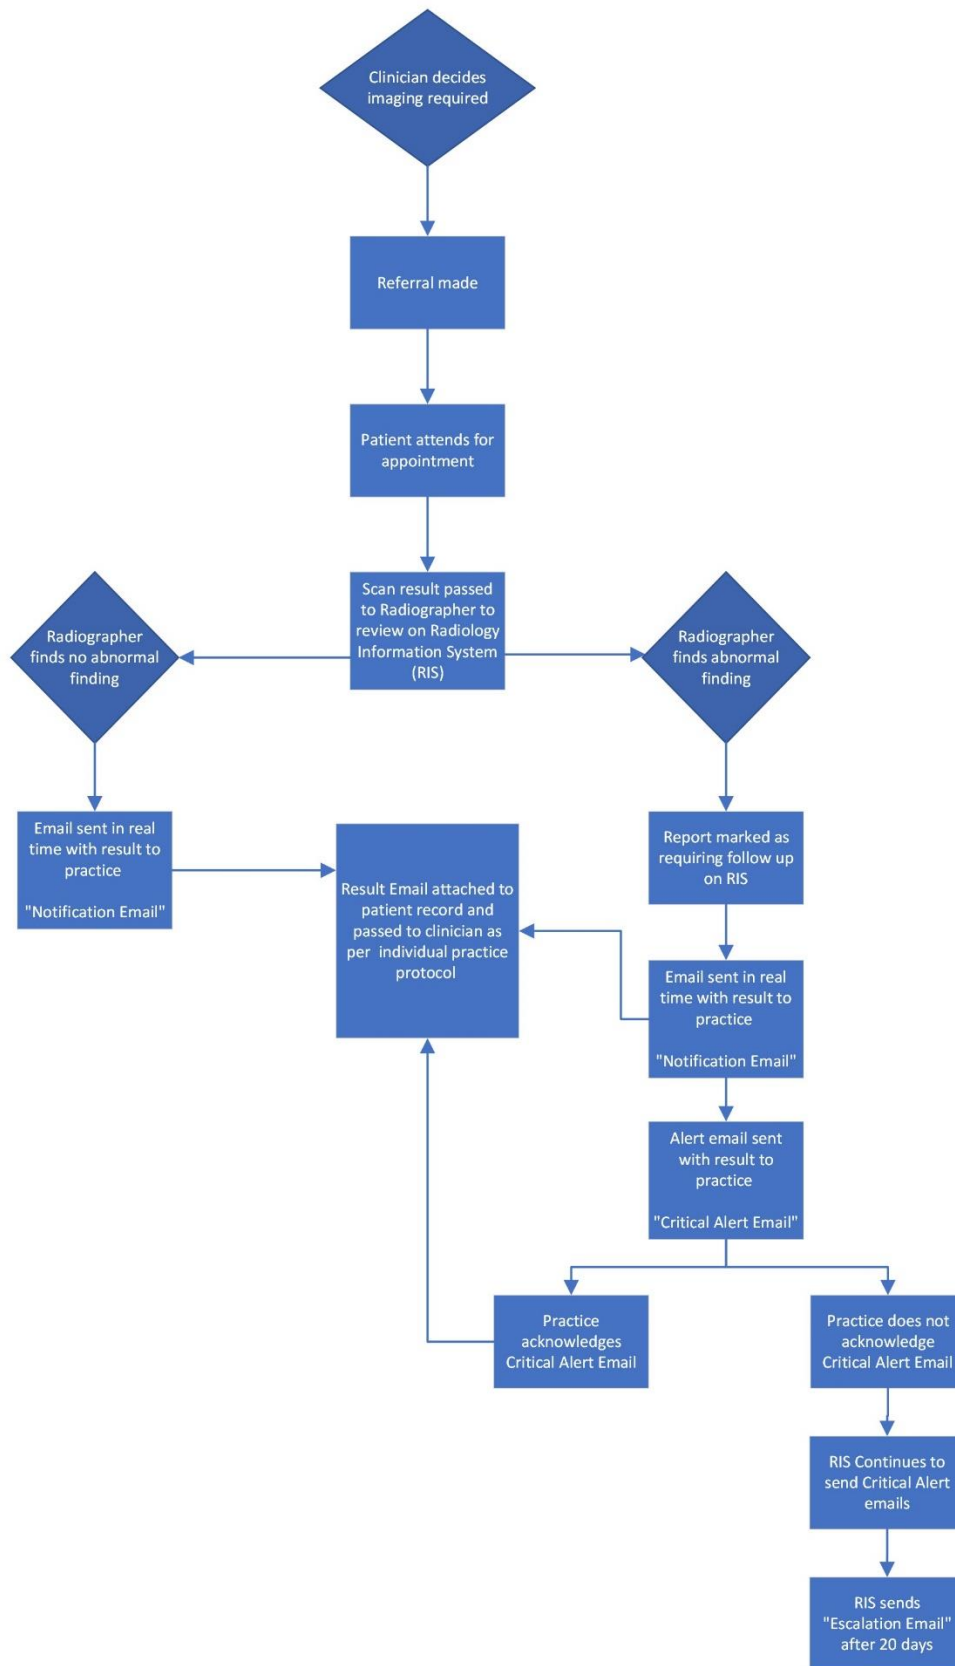 Clinician decides
imaging required
Referral made
Patient attends for
appointment
Scan result passed
to Radiographer to
review on Radiology
Information System
(RIS)
Radiographer
finds no abnormal
finding
Radiographer
finds abnormal
finding
Email sent in real
time with result to
practice
"Notification Email"
Result Email attached to
patient record and
passed to clinician as
per individual practice
protocol
Report marked as
requiring follow up
on RIS
Email sent in real
time with result to
practice
"Notification Email"
Alert email sent
with result to
practice
"Critical Alert Email"
Practice
acknowledges
Critical Alert Email
Practice does not
acknowledge
Critical Alert Email
RIS Continues to
send Critical Alert
emails
RIS sends
"Escalation Email"
after 20 days